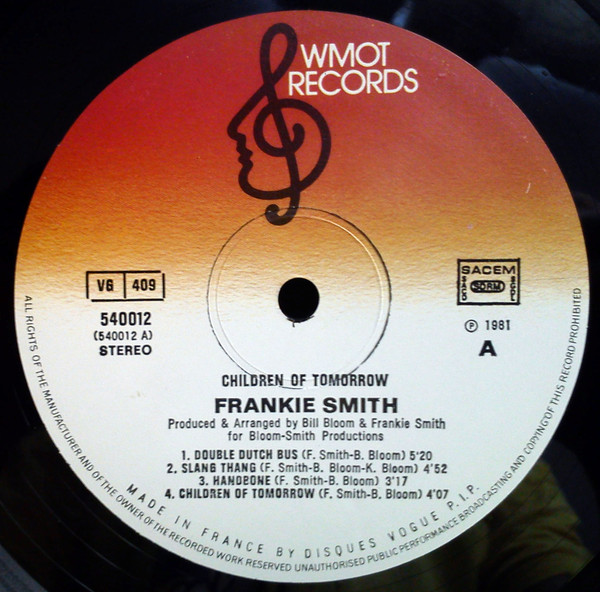 WMOT
RECORDS
VG 409
540012
(540012 A)
STEREO
SACEM
SACD SDRM SGDL
℗ 1981
A
CHILDREN OF TOMORROW
FRANKIE SMITH
Produced & Arranged by Bill Bloom & Frankie Smith
for Bloom-Smith Productions
1. DOUBLE DUTCH BUS (F. Smith-B. Bloom) 5'20
2. SLANG THANG (F. Smith-B. Bloom-K. Bloom) 4'52
3. HANDBONE (F. Smith-B. Bloom) 3'17
4. CHILDREN OF TOMORROW (F. Smith-B. Bloom) 4'07
MADE IN FRANCE BY DISQUES VOGUE P.I.P.
ALL RIGHTS OF THE MANUFACTURER AND OF THE OWNER OF THE RECORDED WORK RESERVED UNAUTHORISED PUBLIC PERFORMANCE BROADCASTING AND COPYING OF THIS RECORD PROHIBITED